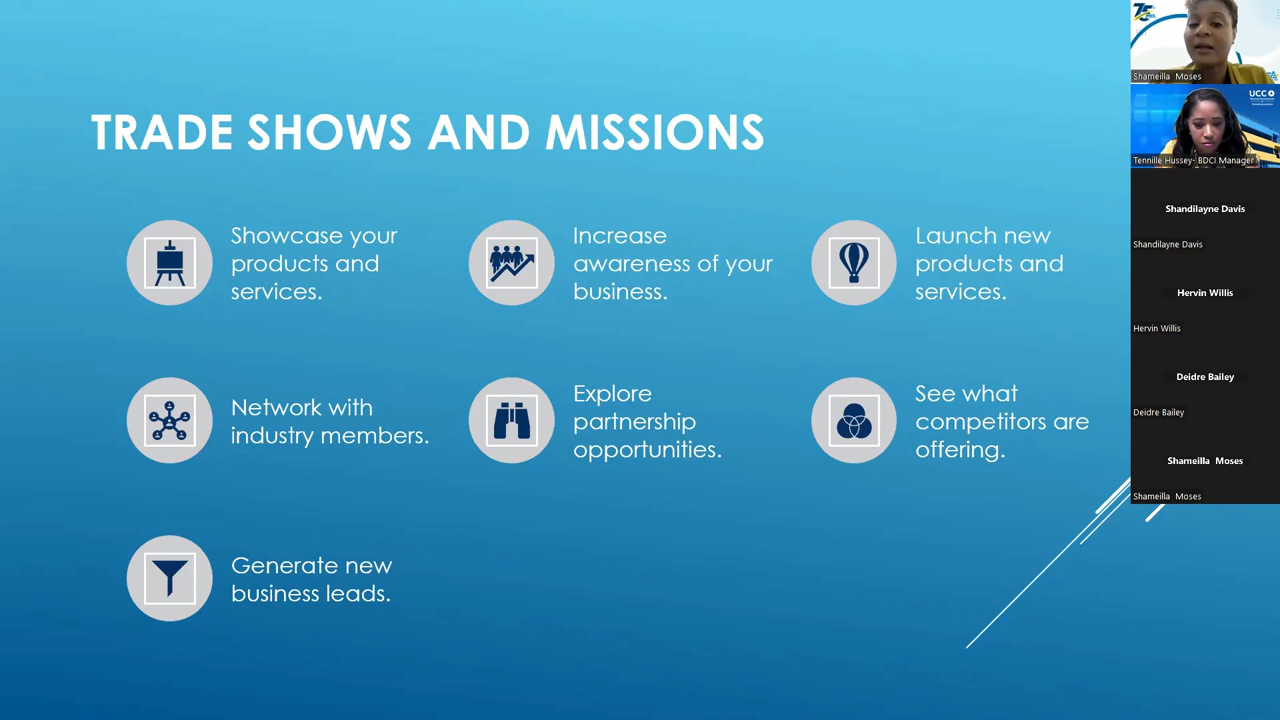 TRADE SHOWS AND MISSIONS
Showcase your
products and
services.
Increase
awareness of your
business.
Launch new
products and
services.
Network with
industry members.
Explore
partnership
opportunities.
See what
competitors are
offering.
Generate new
business leads.
75
Shameilla Moses
UCC
Tennille Hussey- BDCI Manager
Shandilayne Davis
Shandilayne Davis
Hervin Willis
Hervin Willis
Deidre Bailey
Deidre Bailey
Shameilla Moses
Shameilla Moses